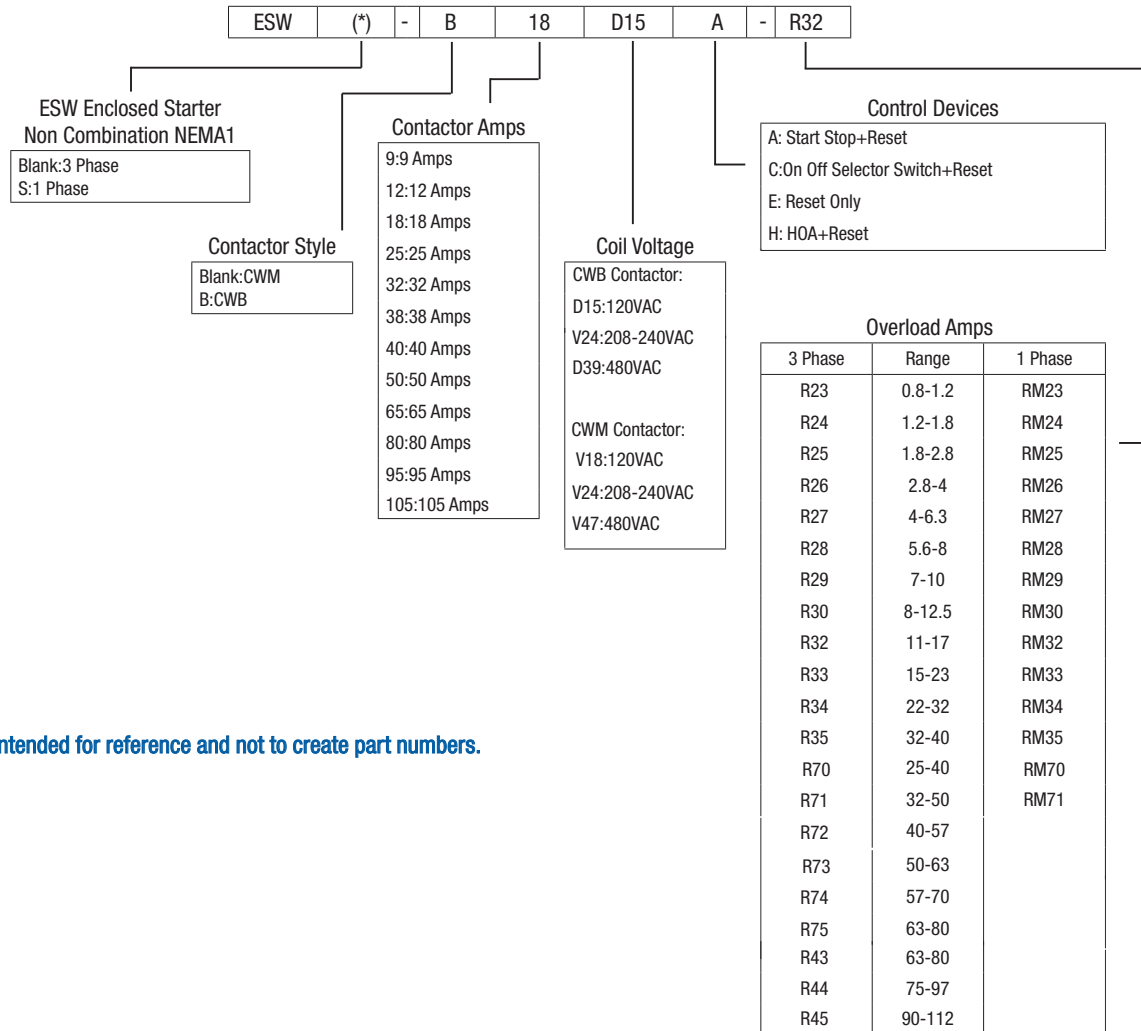 ESW (*) - B 18 D15 A - R32
ESW Enclosed Starter
Non Combination NEMA1
Blank:3 Phase
S:1 Phase
Contactor Style
Blank:CWM
B:CWB
Contactor Amps
9:9 Amps
12:12 Amps
18:18 Amps
25:25 Amps
32:32 Amps
38:38 Amps
40:40 Amps
50:50 Amps
65:65 Amps
80:80 Amps
95:95 Amps
105:105 Amps
Coil Voltage
CWB Contactor:
D15:120VAC
V24:208-240VAC
D39:480VAC
CWM Contactor:
V18:120VAC
V24:208-240VAC
V47:480VAC
Control Devices
A: Start Stop+Reset
C:On Off Selector Switch+Reset
E: Reset Only
H: HOA+Reset
Overload Amps
3 Phase Range 1 Phase
R23 0.8-1.2 RM23
R24 1.2-1.8 RM24
R25 1.8-2.8 RM25
R26 2.8-4 RM26
R27 4-6.3 RM27
R28 5.6-8 RM28
R29 7-10 RM29
R30 8-12.5 RM30
R32 11-17 RM32
R33 15-23 RM33
R34 22-32 RM34
R35 32-40 RM35
R70 25-40 RM70
R71 32-50 RM71
R72 40-57
R73 50-63
R74 57-70
R75 63-80
R43 63-80
R44 75-97
R45 90-112
ntended for reference and not to create part numbers.